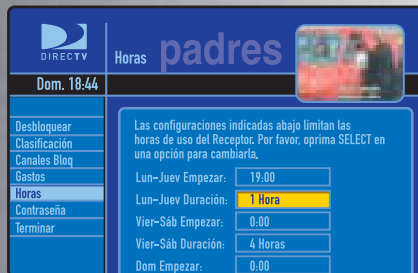 DIRECTV
Horas
padres
Dom. 18:44
Desbloquear
Clasificación
Canales Bloq
Gastos
Horas
Contraseña
Terminar
Las configuraciones indicadas abajo limitan las
horas de uso del Receptor. Por favor, oprima SELECT en
una opción para cambiarla.
Lun-Juev Empezar: 19:00
Lun-Juev Duración: 1 Hora
Vier-Sáb Empezar: 0:00
Vier-Sáb Duración: 4 Horas
Dom Empezar: 0:00